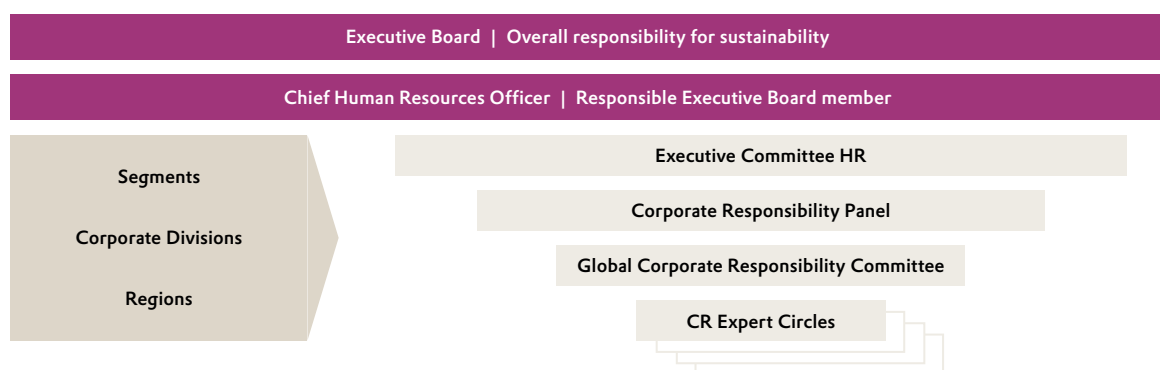 Executive Board | Overall responsibility for sustainability
Chief Human Resources Officer | Responsible Executive Board member
Segments
Corporate Divisions
Regions
Executive Committee HR
Corporate Responsibility Panel
Global Corporate Responsibility Committee
CR Expert Circles